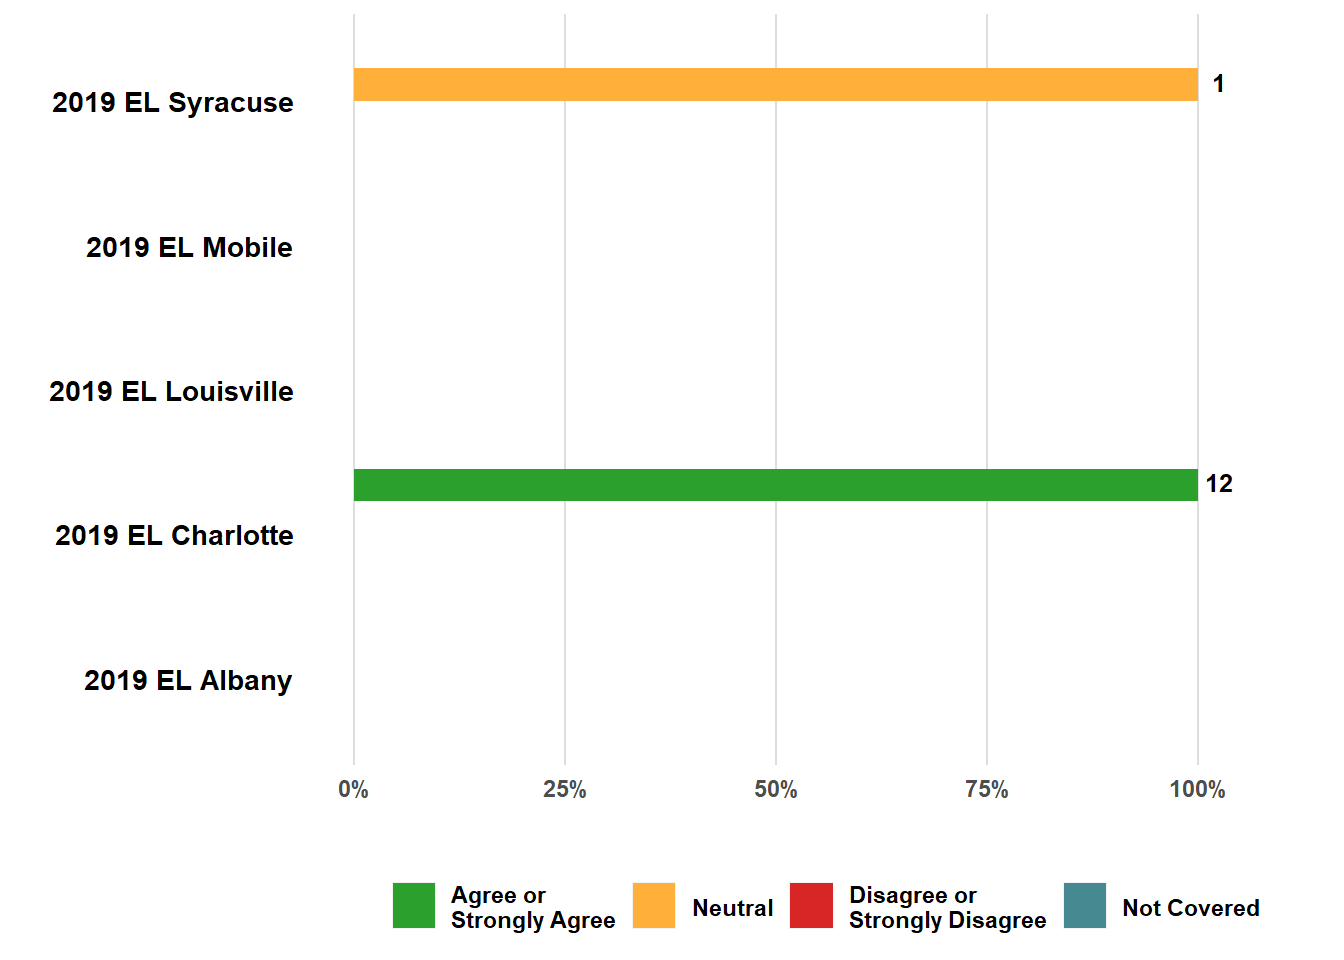 2019 EL Syracuse
1
2019 EL Mobile
2019 EL Louisville
12
2019 EL Charlotte
2019 EL Albany
0% 25% 50% 75% 100%
Agree or
Strongly Agree
Neutral
Disagree or
Strongly Disagree
Not Covered